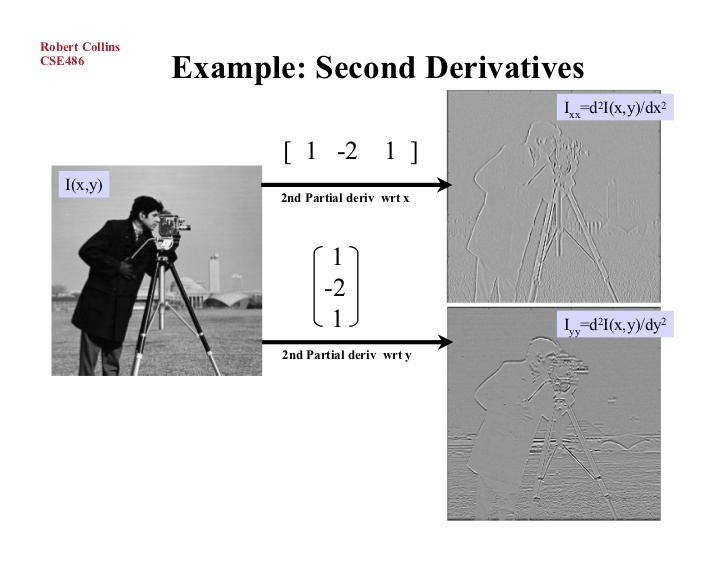 Robert Collins
CSE486
Example: Second Derivatives
I(x,y)
[ 1 -2 1 ]
2nd Partial deriv wrt x
Ixx=d²I(x,y)/dx²
1
-2
1
2nd Partial deriv wrt y
Iyy=d²I(x,y)/dy²